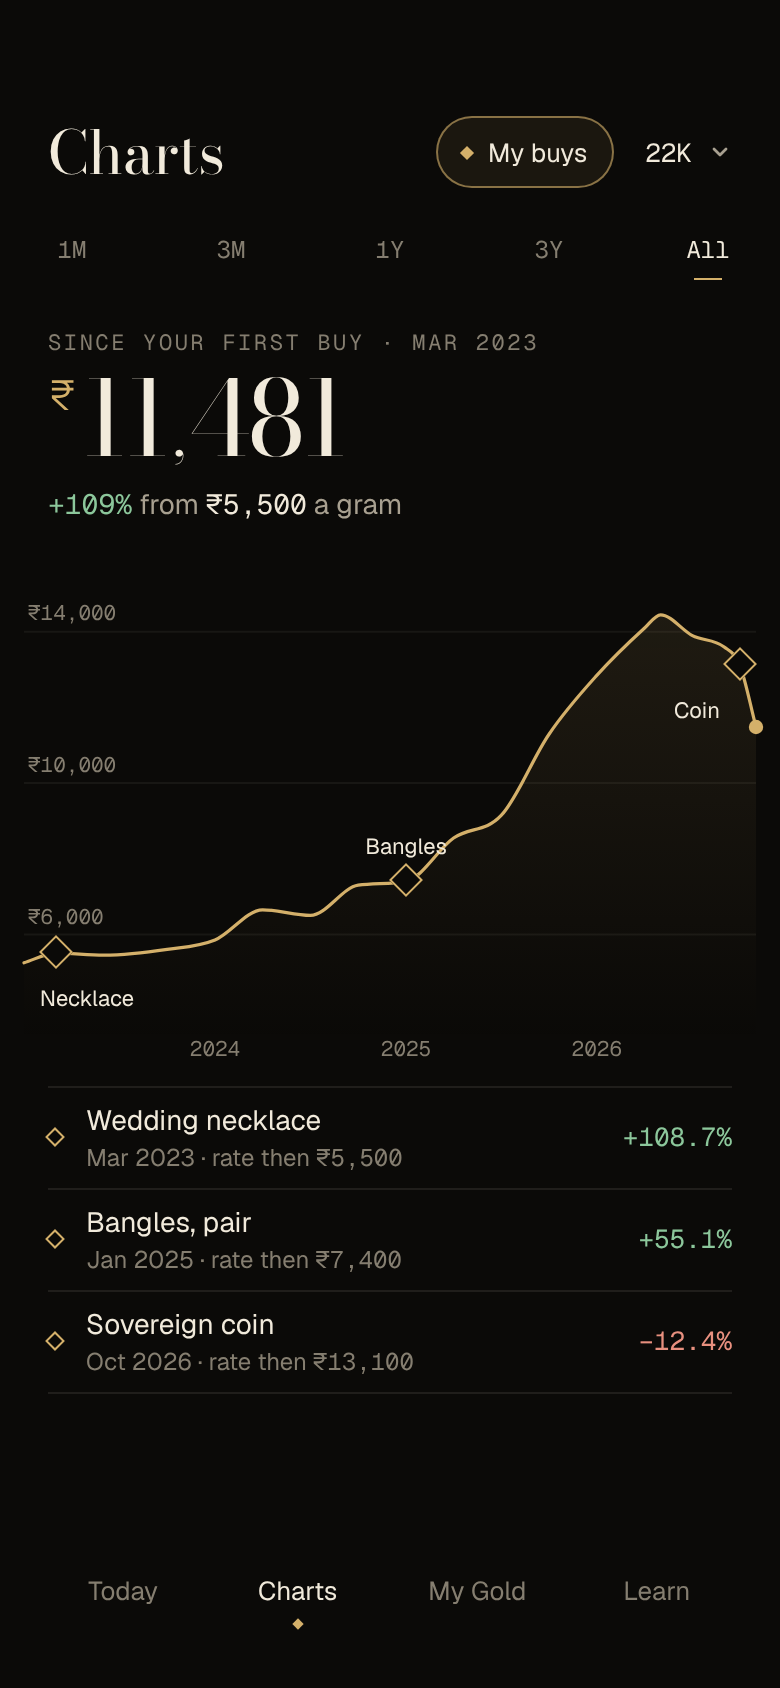 Charts
My buys
22K
1M 3M 1Y 3Y All
SINCE YOUR FIRST BUY · MAR 2023
₹11,481
+109% from ₹5,500 a gram
₹14,000
Coin
₹10,000
Bangles
₹6,000
Necklace
2024 2025 2026
Wedding necklace
Mar 2023 · rate then ₹5,500
+108.7%
Bangles, pair
Jan 2025 · rate then ₹7,400
+55.1%
Sovereign coin
Oct 2026 · rate then ₹13,100
−12.4%
Today Charts My Gold Learn